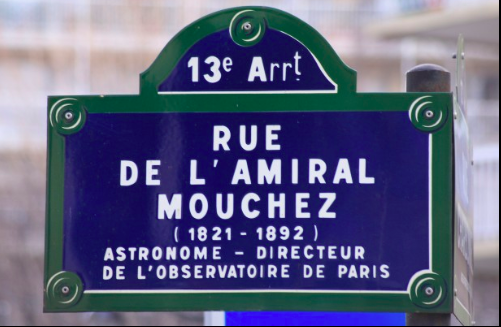 13e Arrt
RUE
DE L'AMIRAL
MOUCHEZ
(1821 - 1892)
ASTRONOME - DIRECTEUR
DE L'OBSERVATOIRE DE PARIS